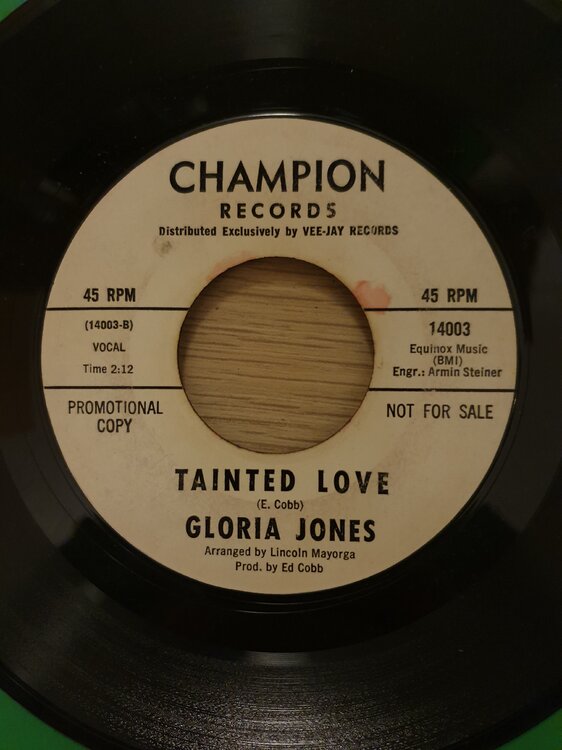 CHAMPION
RECORDS
Distributed Exclusively by VEE-JAY RECORDS
45 RPM
45 RPM
(14003-B)
VOCAL
Time 2:12
14003
Equinox Music
(BMI)
Engr.: Armin Steiner
PROMOTIONAL
COPY
NOT FOR SALE
TAINTED LOVE
(E. Cobb)
GLORIA JONES
Arranged by Lincoln Mayorga
Prod. by Ed Cobb